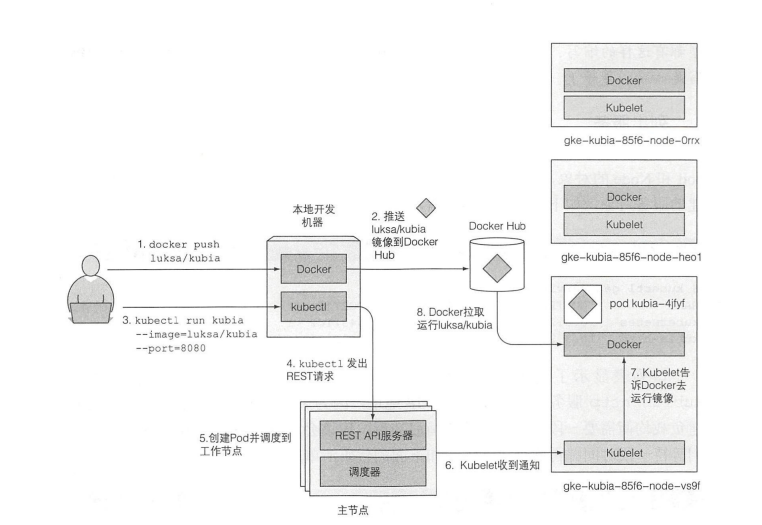 Docker
Kubelet
gke-kubia-85f6-node-0rrx
Docker
Kubelet
gke-kubia-85f6-node-heo1
本地开发
机器
1. docker push
luksa/kubia
Docker
kubectl
2. 推送
luksa/kubia
镜像到Docker
Hub
Docker Hub
3. kubectl run kubia
--image=luksa/kubia
--port=8080
4. kubectl 发出
REST请求
5.创建Pod并调度到
工作节点
REST API服务器
调度器
主节点
6. Kubelet收到通知
pod kubia-4jfyf
Docker
7. Kubelet告
诉Docker去
运行镜像
8. Docker拉取
运行luksa/kubia
Kubelet
gke-kubia-85f6-node-vs9f